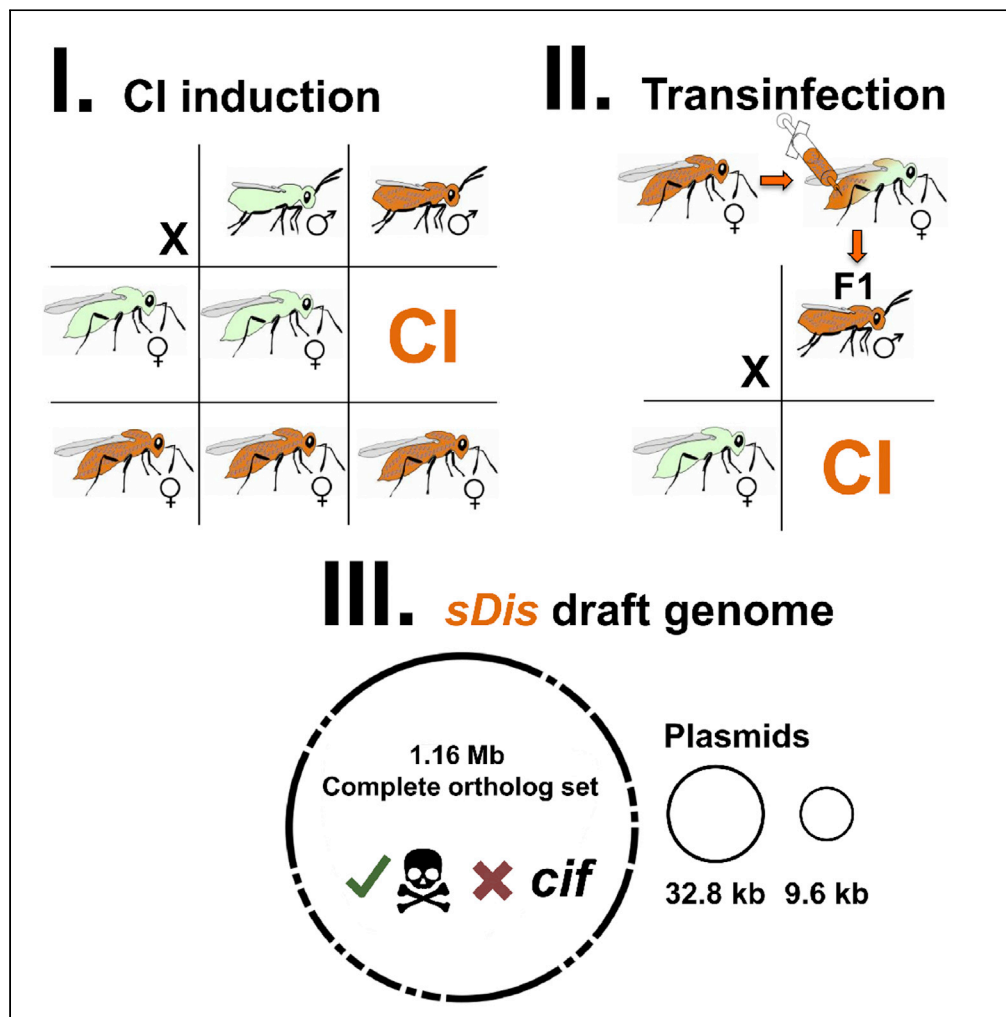 I. CI induction
II. Transinfection
♂ ♂
X
♀ ♀ CI
♀ ♀ ♀
♀ ♀
F1
X ♂
♀ CI
III. sDis draft genome
1.16 Mb
Complete ortholog set
✓ ☠ ✗ cif
Plasmids
32.8 kb 9.6 kb